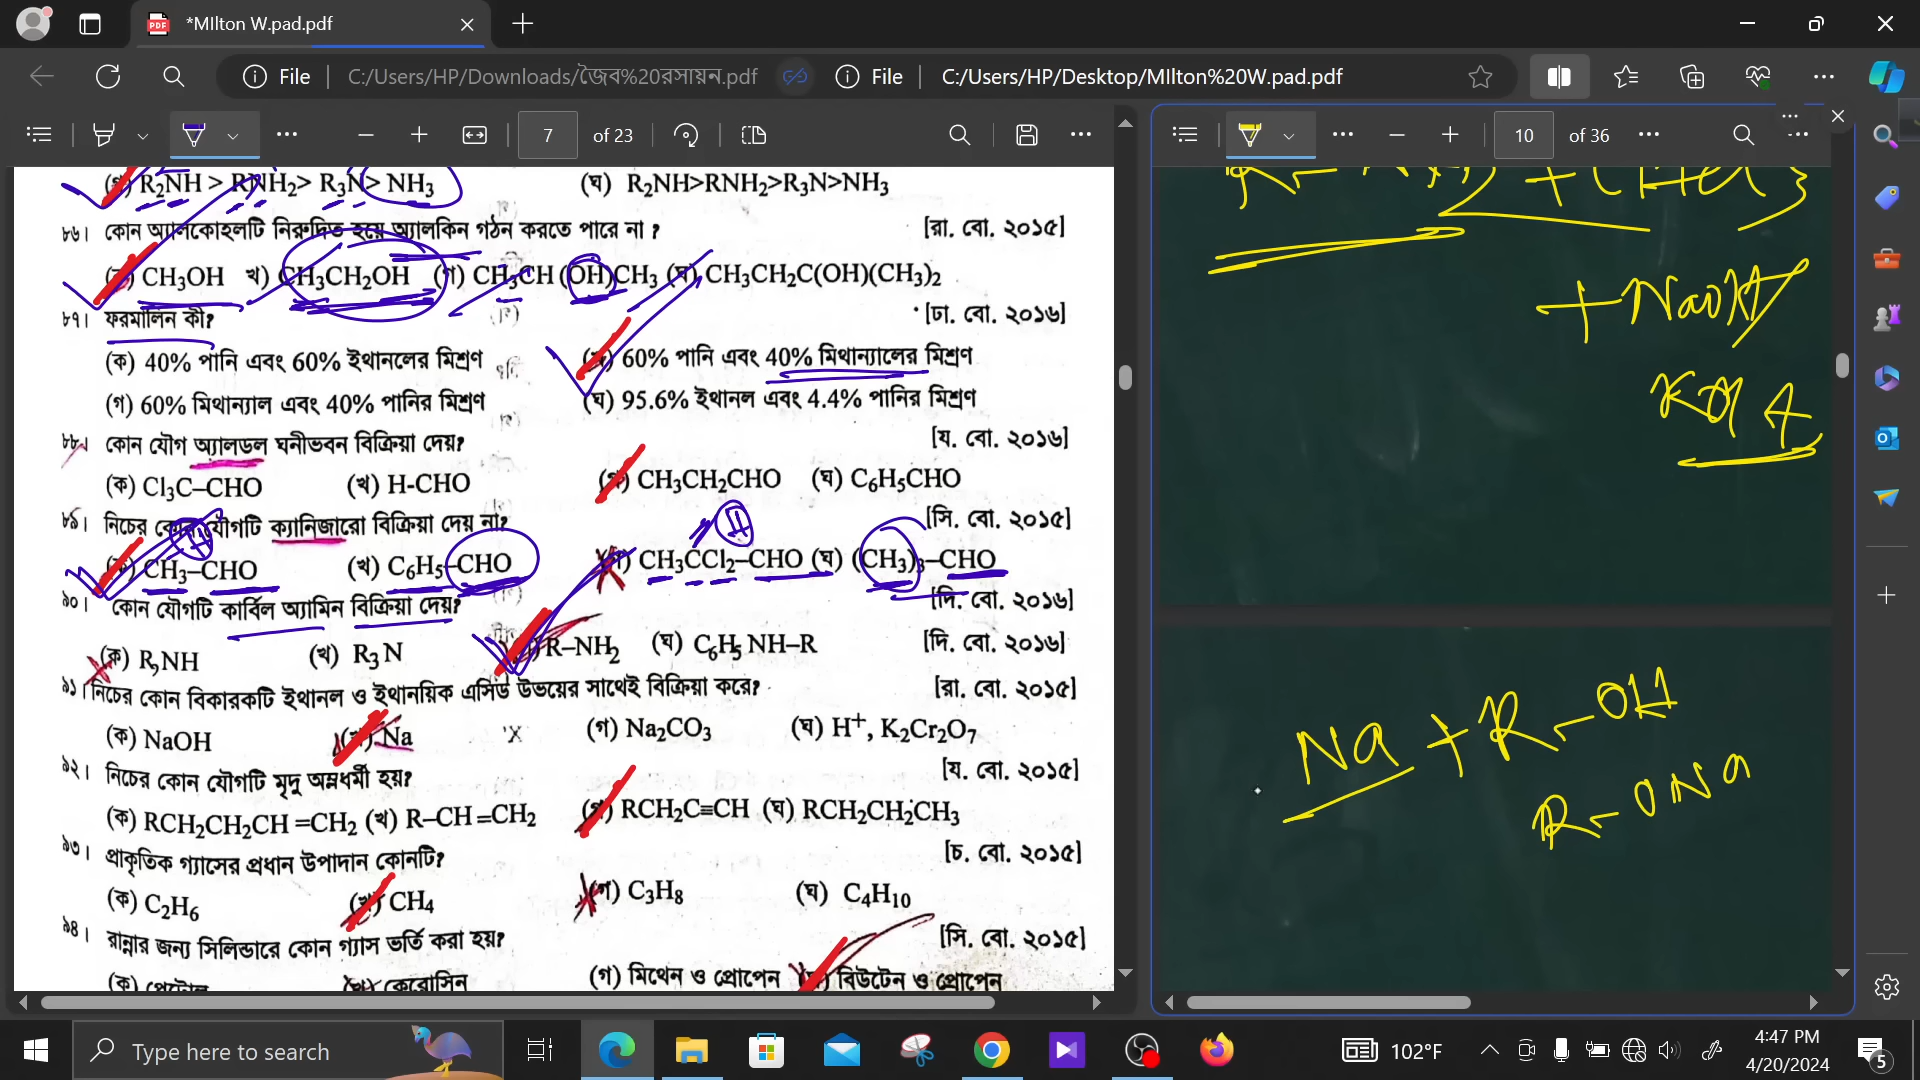 *MIlton W.pad.pdf
File
C:/Users/HP/Downloads/জৈব%20রসায়ন.pdf
File
C:/Users/HP/Desktop/MIlton%20W.pad.pdf
7 of 23
10 of 36
(গ) R₂NH > RNH₂> R₃N> NH₃ (ঘ) R₂NH>RNH₂>R₃N>NH₃
৮৬। কোন অ্যালকোহলটি নিরুদিত হয়ে অ্যালকিন গঠন করতে পারে না ? [রা. বো. ২০১৫]
(ক) CH₃OH খ) CH₃CH₂OH (গ) CH₃CH (OH)CH₃ (ঘ) CH₃CH₂C(OH)(CH₃)₂
৮৭। ফরমালিন কী? [ঢা. বো. ২০১৬]
(ক) 40% পানি এবং 60% ইথানলের মিশ্রণ (খ) 60% পানি এবং 40% মিথান্যালের মিশ্রণ
(গ) 60% মিথান্যাল এবং 40% পানির মিশ্রণ (ঘ) 95.6% ইথানল এবং 4.4% পানির মিশ্রণ
৮৮। কোন যৌগ অ্যালডল ঘনীভবন বিক্রিয়া দেয়? [য. বো. ২০১৬]
(ক) Cl₃C–CHO (খ) H-CHO (গ) CH₃CH₂CHO (ঘ) C₆H₅CHO
৮৯। নিচের কোন যৌগটি ক্যানিজারো বিক্রিয়া দেয় না? [সি. বো. ২০১৫]
(ক) CH₃–CHO (খ) C₆H₅–CHO (গ) CH₃CCl₂–CHO (ঘ) (CH₃)₃–CHO
H H
৯০। কোন যৌগটি কার্বিল অ্যামিন বিক্রিয়া দেয়? [দি. বো. ২০১৬]
(ক) R₂NH (খ) R₃N (গ) R–NH₂ (ঘ) C₆H₅ NH–R [দি. বো. ২০১৬]
৯১। নিচের কোন বিকারকটি ইথানল ও ইথানয়িক এসিড উভয়ের সাথেই বিক্রিয়া করে? [রা. বো. ২০১৫]
(ক) NaOH (খ) Na (গ) Na₂CO₃ (ঘ) H⁺, K₂Cr₂O₇
৯২। নিচের কোন যৌগটি মৃদু অম্লধর্মী হয়? [য. বো. ২০১৫]
(ক) RCH₂CH₂CH =CH₂ (খ) R–CH =CH₂ (গ) RCH₂C≡CH (ঘ) RCH₂CH₂CH₃
৯৩। প্রাকৃতিক গ্যাসের প্রধান উপাদান কোনটি? [চ. বো. ২০১৫]
(ক) C₂H₆ (খ) CH₄ (গ) C₃H₈ (ঘ) C₄H₁₀
৯৪। রান্নার জন্য সিলিন্ডারে কোন গ্যাস ভর্তি করা হয়? [সি. বো. ২০১৫]
(ক) পেট্রোল (খ) কেরোসিন (গ) মিথেন ও প্রোপেন (ঘ) বিউটেন ও প্রোপেন
Na + R-OH
R-ONa
Type here to search
102°F
4:47 PM
4/20/2024
5